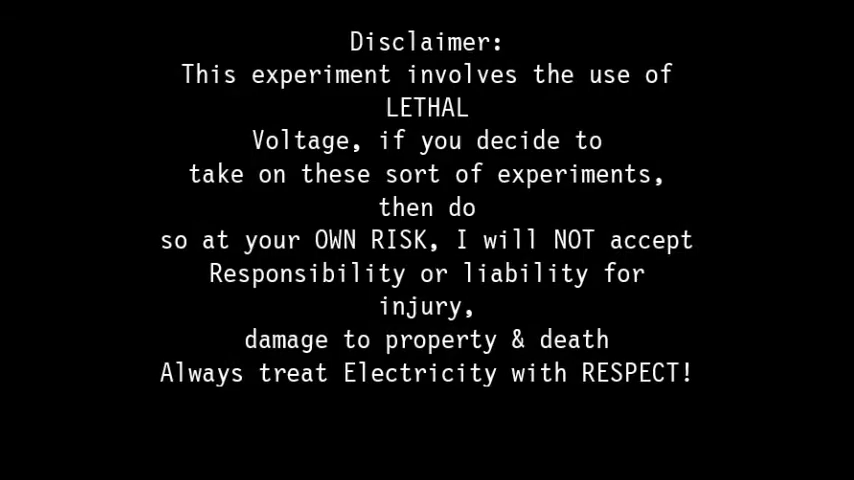 Disclaimer:
This experiment involves the use of
LETHAL
Voltage, if you decide to
take on these sort of experiments,
then do
so at your OWN RISK, I will NOT accept
Responsibility or liability for
injury,
damage to property & death
Always treat Electricity with RESPECT!